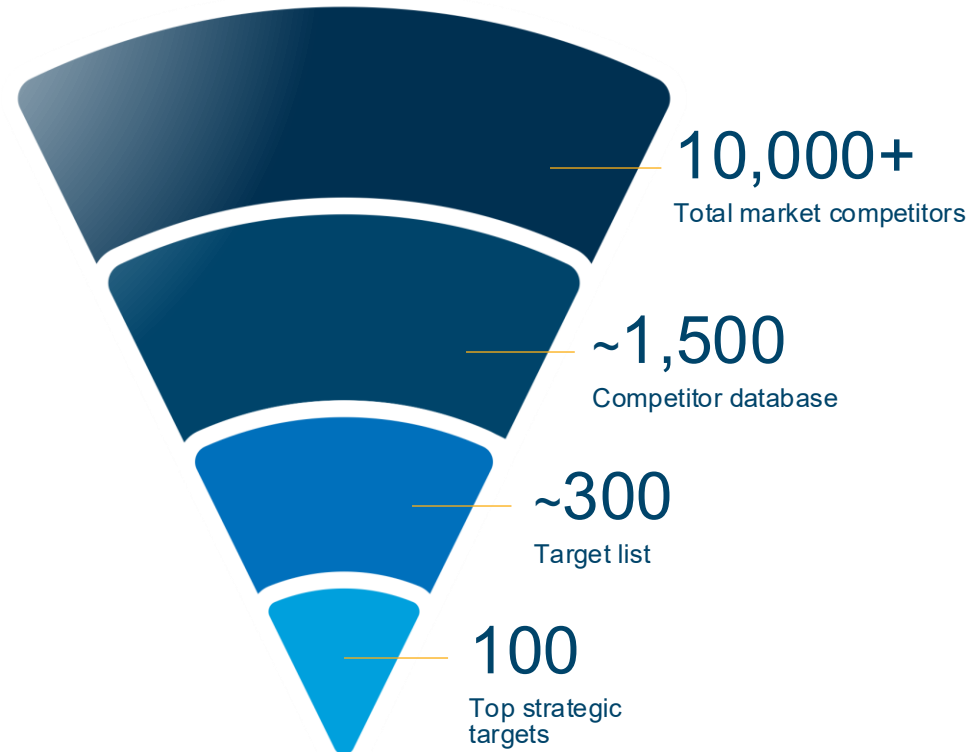 10,000+
Total market competitors
~1,500
Competitor database
~300
Target list
100
Top strategic
targets